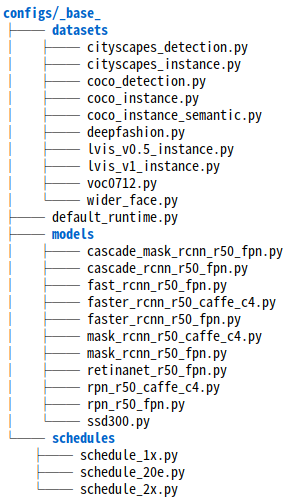 configs/_base_
datasets
cityscapes_detection.py
cityscapes_instance.py
coco_detection.py
coco_instance.py
coco_instance_semantic.py
deepfashion.py
lvis_v0.5_instance.py
lvis_v1_instance.py
voc0712.py
wider_face.py
default_runtime.py
models
cascade_mask_rcnn_r50_fpn.py
cascade_rcnn_r50_fpn.py
fast_rcnn_r50_fpn.py
faster_rcnn_r50_caffe_c4.py
faster_rcnn_r50_fpn.py
mask_rcnn_r50_caffe_c4.py
mask_rcnn_r50_fpn.py
retinanet_r50_fpn.py
rpn_r50_caffe_c4.py
rpn_r50_fpn.py
ssd300.py
schedules
schedule_1x.py
schedule_20e.py
schedule_2x.py